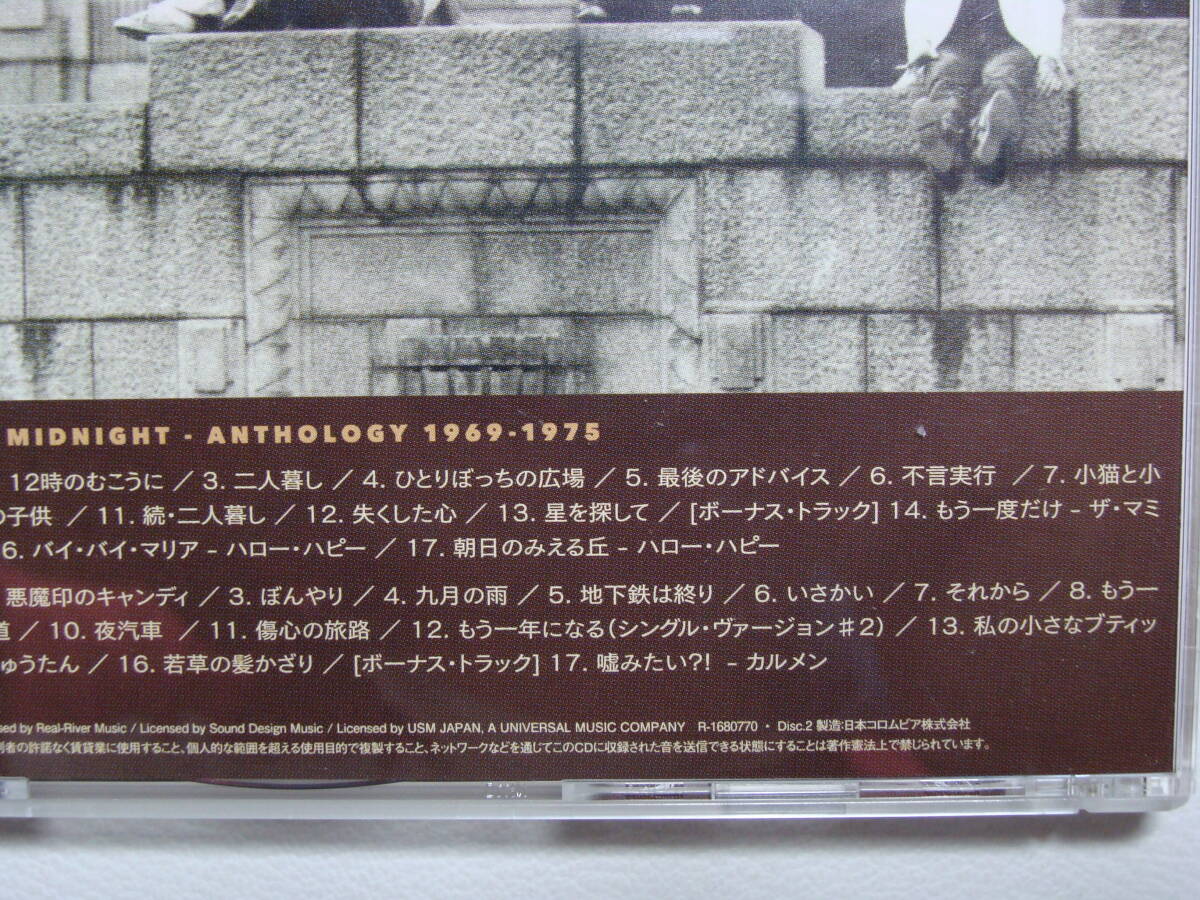 MIDNIGHT - ANTHOLOGY 1969-1975
12時のむこうに / 3. 二人暮し / 4. ひとりぼっちの広場 / 5. 最後のアドバイス / 6. 不言実行 / 7. 小猫と小
の子供 / 11. 続・二人暮し / 12. 失くした心 / 13. 星を探して / [ボーナス・トラック] 14. もう一度だけ - ザ・マミ
6. バイ・バイ・マリア - ハロー・ハピー / 17. 朝日のみえる丘 - ハロー・ハピー
悪魔印のキャンディ / 3. ぼんやり / 4. 九月の雨 / 5. 地下鉄は終り / 6. いさかい / 7. それから / 8. もう一
道 / 10. 夜汽車 / 11. 傷心の旅路 / 12. もう一年になる(シングル・ヴァージョン♯2) / 13. 私の小さなブティッ
ゅうたん / 16. 若草の髪かざり / [ボーナス・トラック] 17. 嘘みたい?! - カルメン
sed by Real-River Music / Licensed by Sound Design Music / Licensed by USM JAPAN, A UNIVERSAL MUSIC COMPANY R-1680770 ・ Disc.2 製造:日本コロムビア株式会社
利者の許諾なく賃貸業に使用すること、個人的な範囲を超える使用目的で複製すること、ネットワークなどを通じてこのCDに収録された音を送信できる状態にすることは著作憲法上で禁じられています。